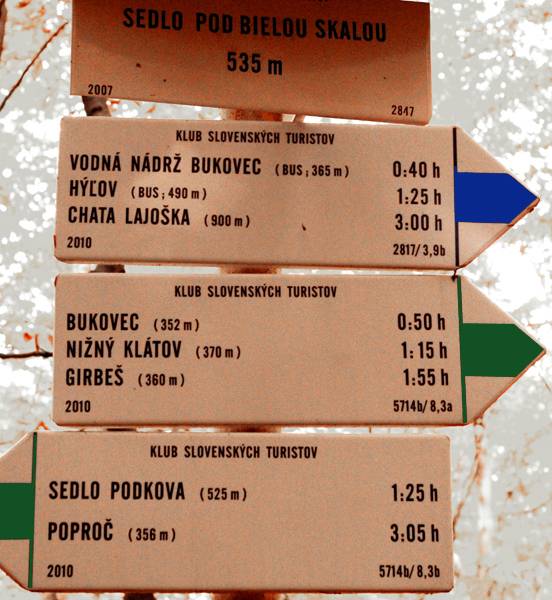 SEDLO POD BIELOU SKALOU
535 m
2007 2847
KLUB SLOVENSKÝCH TURISTOV
VODNÁ NÁDRŽ BUKOVEC (BUS; 365 m) 0:40 h
HÝĽOV (BUS; 490 m) 1:25 h
CHATA LAJOŠKA (900 m) 3:00 h
2010 2817/ 3,9b
KLUB SLOVENSKÝCH TURISTOV
BUKOVEC (352 m) 0:50 h
NIŽNÝ KLÁTOV (370 m) 1:15 h
GIRBEŠ (360 m) 1:55 h
2010 5714b/ 8,3a
KLUB SLOVENSKÝCH TURISTOV
SEDLO PODKOVA (525 m) 1:25 h
POPROČ (356 m) 3:05 h
2010 5714b/ 8,3b